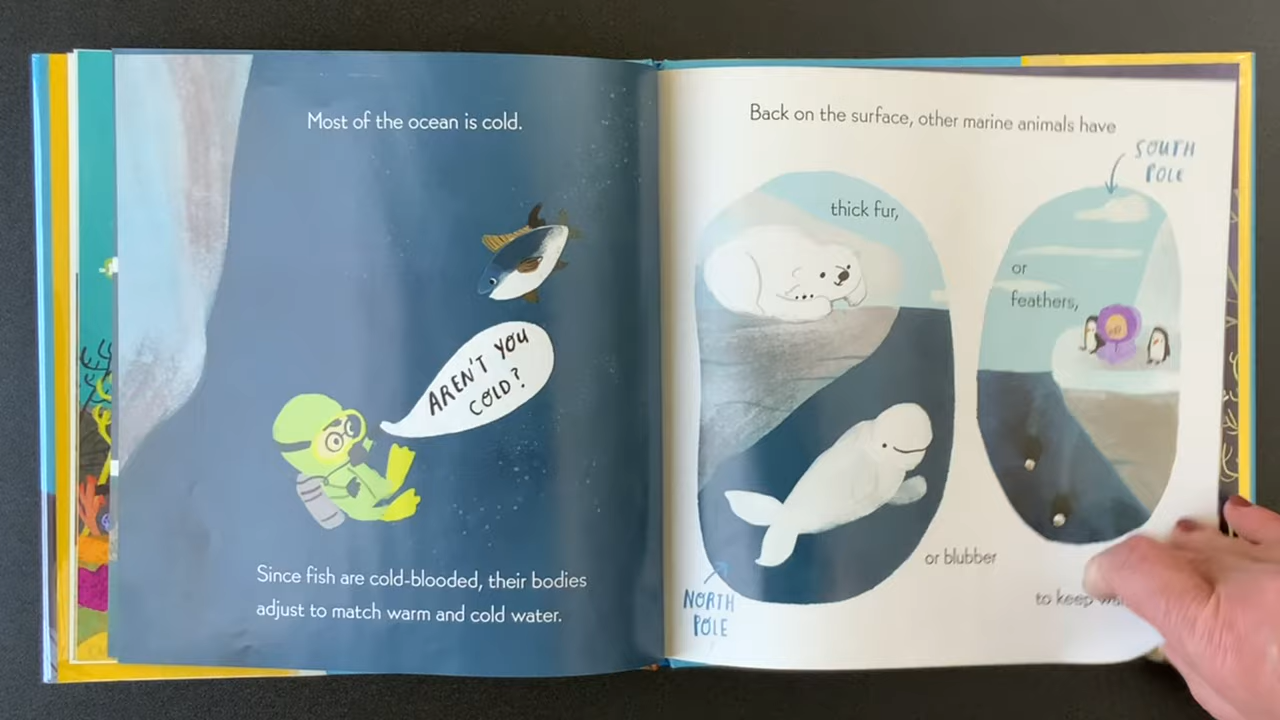 Most of the ocean is cold.
AREN'T YOU
COLD?
Since fish are cold-blooded, their bodies
adjust to match warm and cold water.
Back on the surface, other marine animals have
SOUTH
POLE
thick fur,
or
feathers,
or blubber
NORTH
POLE
to keep